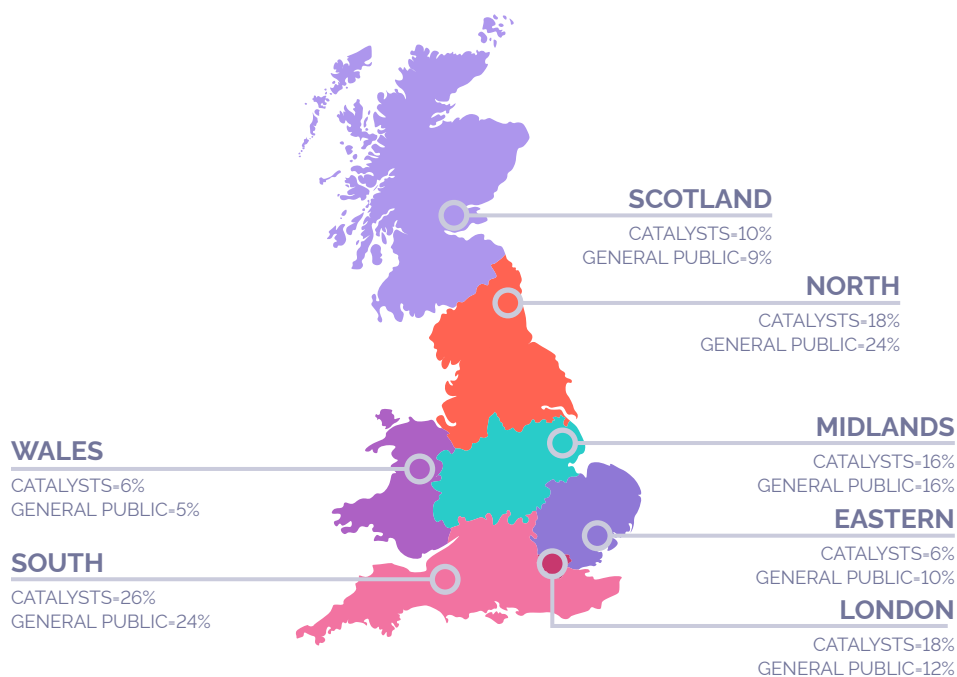 SCOTLAND
CATALYSTS=10%
GENERAL PUBLIC=9%
NORTH
CATALYSTS=18%
GENERAL PUBLIC=24%
MIDLANDS
CATALYSTS=16%
GENERAL PUBLIC=16%
WALES
CATALYSTS=6%
GENERAL PUBLIC=5%
EASTERN
CATALYSTS=6%
GENERAL PUBLIC=10%
SOUTH
CATALYSTS=26%
GENERAL PUBLIC=24%
LONDON
CATALYSTS=18%
GENERAL PUBLIC=12%